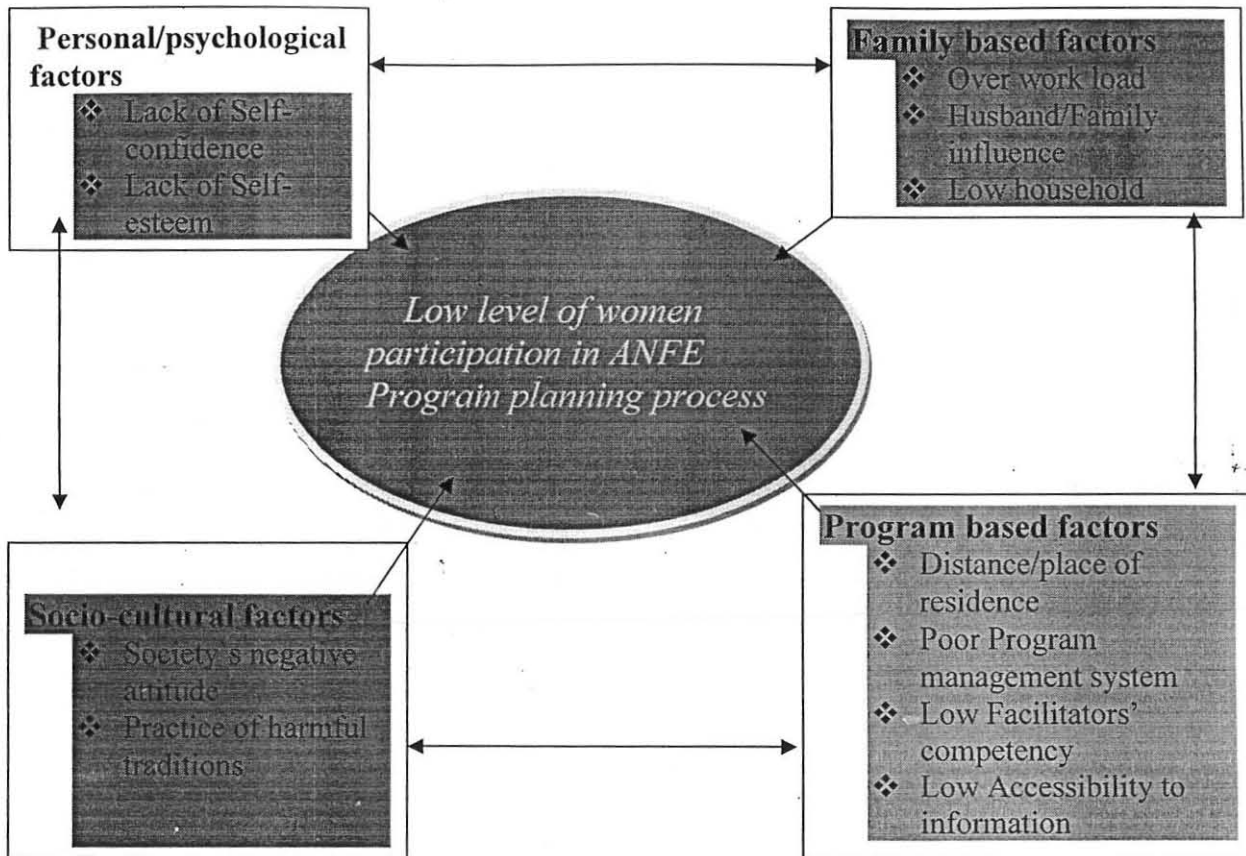 Personal/psychological
factors
❖ Lack of Self-
confidence
❖ Lack of Self-
esteem
Family based factors
❖ Over work load
❖ Husband/Family
influence
❖ Low household
Low level of women
participation in ANFE
Program planning process
Socio-cultural factors
❖ Society s negative
attitude
❖ Practice of harmful
traditions
Program based factors
❖ Distance/place of
residence
❖ Poor Program
management system
❖ Low Facilitators'
competency
❖ Low Accessibility to
information